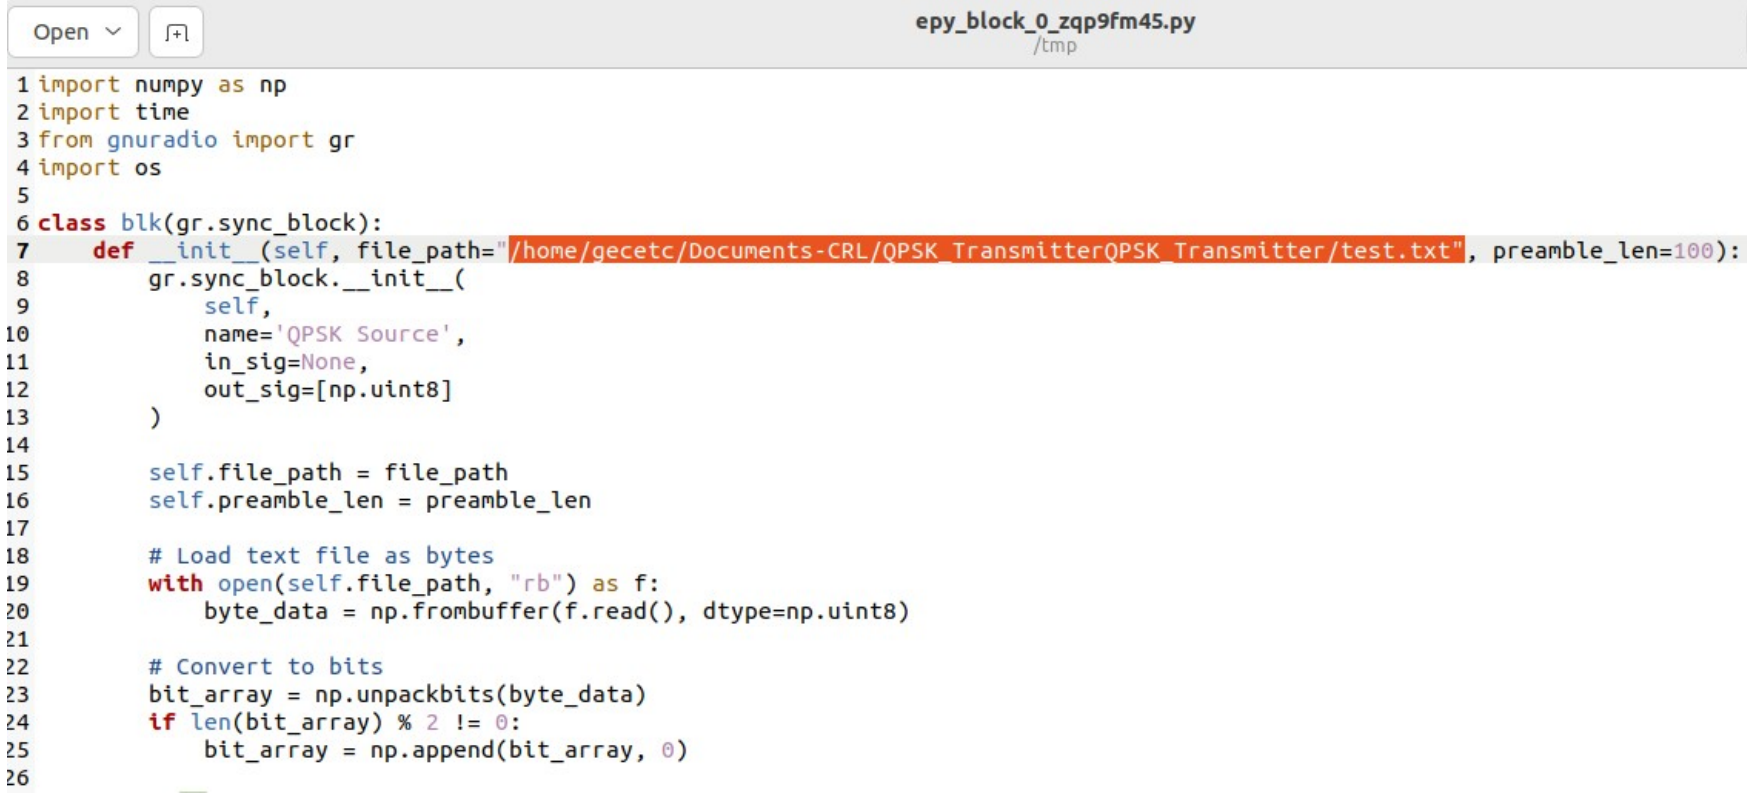 Open
epy_block_0_zqp9fm45.py
/tmp
1 import numpy as np
2 import time
3 from gnuradio import gr
4 import os
5
6 class blk(gr.sync_block):
7     def __init__(self, file_path="/home/gecetc/Documents-CRL/QPSK_TransmitterQPSK_Transmitter/test.txt", preamble_len=100):
8         gr.sync_block.__init__(
9             self,
10             name='QPSK Source',
11             in_sig=None,
12             out_sig=[np.uint8]
13         )
14
15         self.file_path = file_path
16         self.preamble_len = preamble_len
17
18         # Load text file as bytes
19         with open(self.file_path, "rb") as f:
20             byte_data = np.frombuffer(f.read(), dtype=np.uint8)
21
22         # Convert to bits
23         bit_array = np.unpackbits(byte_data)
24         if len(bit_array) % 2 != 0:
25             bit_array = np.append(bit_array, 0)
26